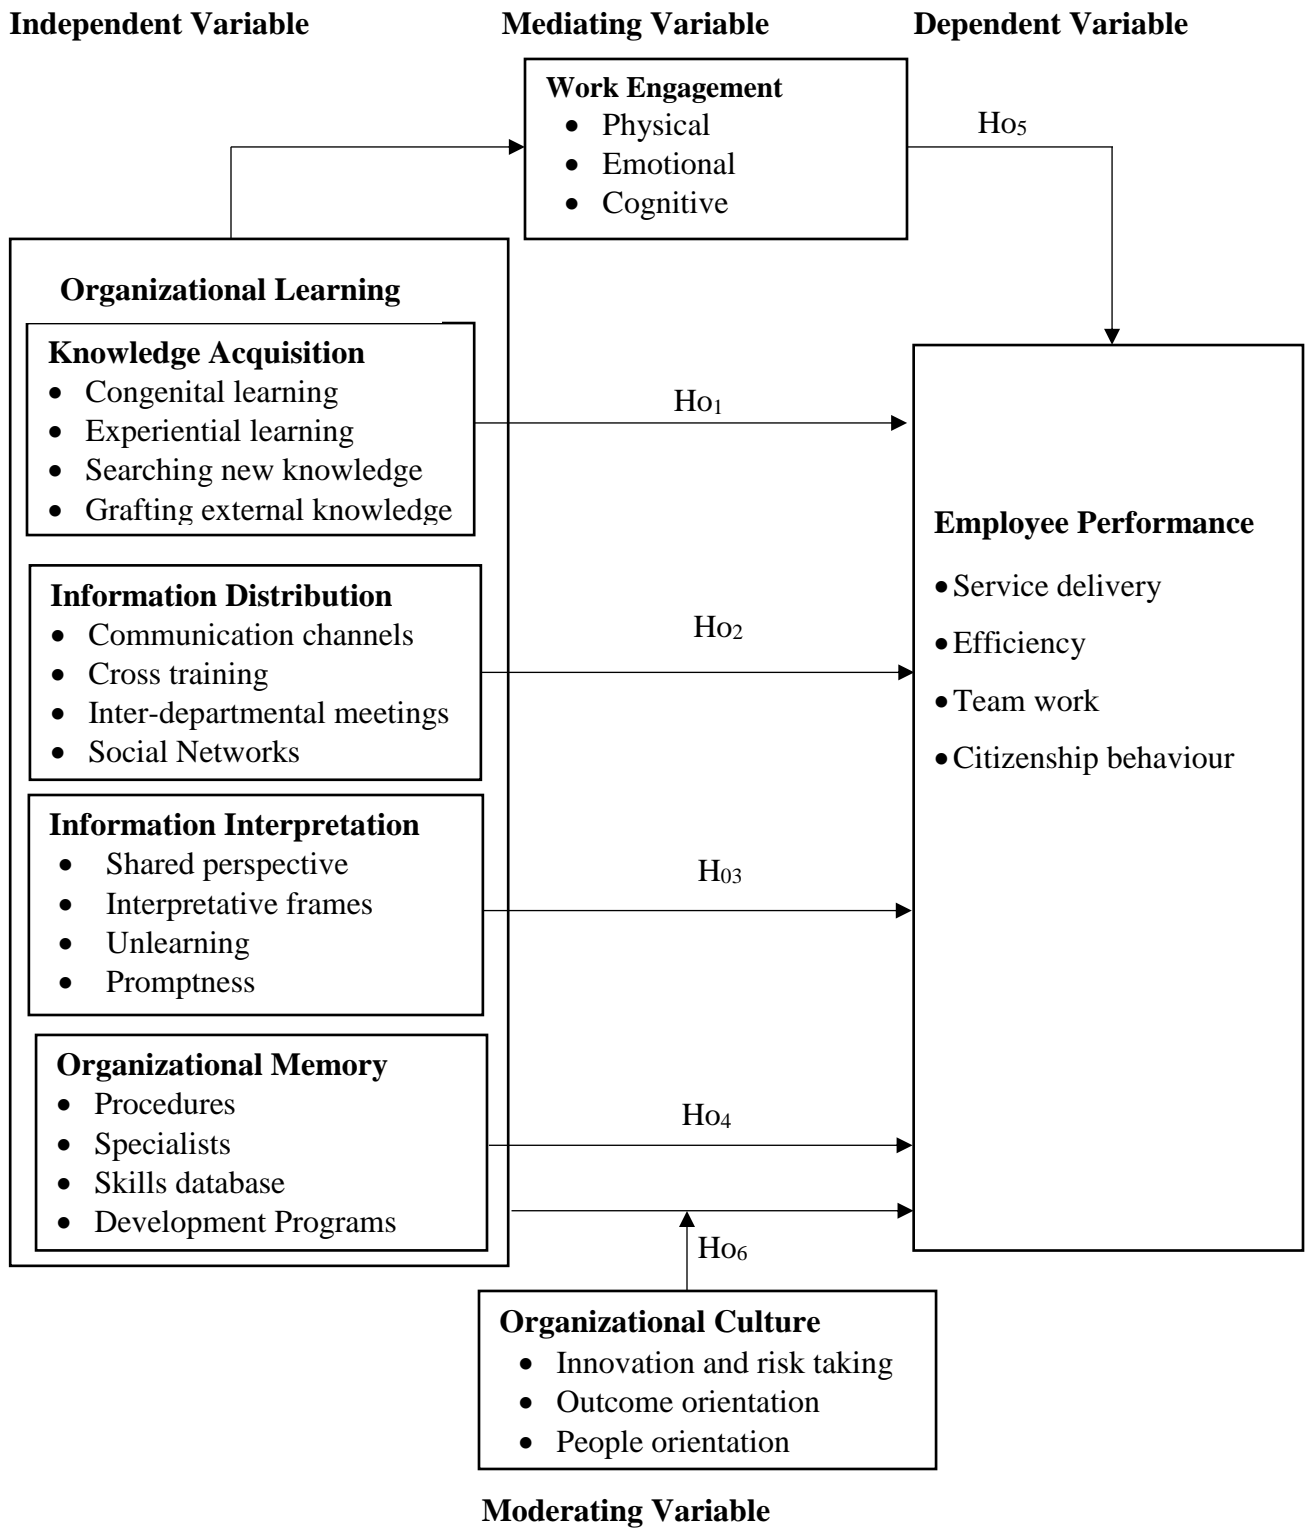 Independent Variable
Mediating Variable
Dependent Variable
Work Engagement
• Physical
• Emotional
• Cognitive
Ho5
Organizational Learning
Knowledge Acquisition
• Congenital learning
• Experiential learning
• Searching new knowledge
• Grafting external knowledge
Ho1
Information Distribution
• Communication channels
• Cross training
• Inter-departmental meetings
• Social Networks
Ho2
Information Interpretation
• Shared perspective
• Interpretative frames
• Unlearning
• Promptness
H03
Organizational Memory
• Procedures
• Specialists
• Skills database
• Development Programs
Ho4
Ho6
Employee Performance
• Service delivery
• Efficiency
• Team work
• Citizenship behaviour
Organizational Culture
• Innovation and risk taking
• Outcome orientation
• People orientation
Moderating Variable